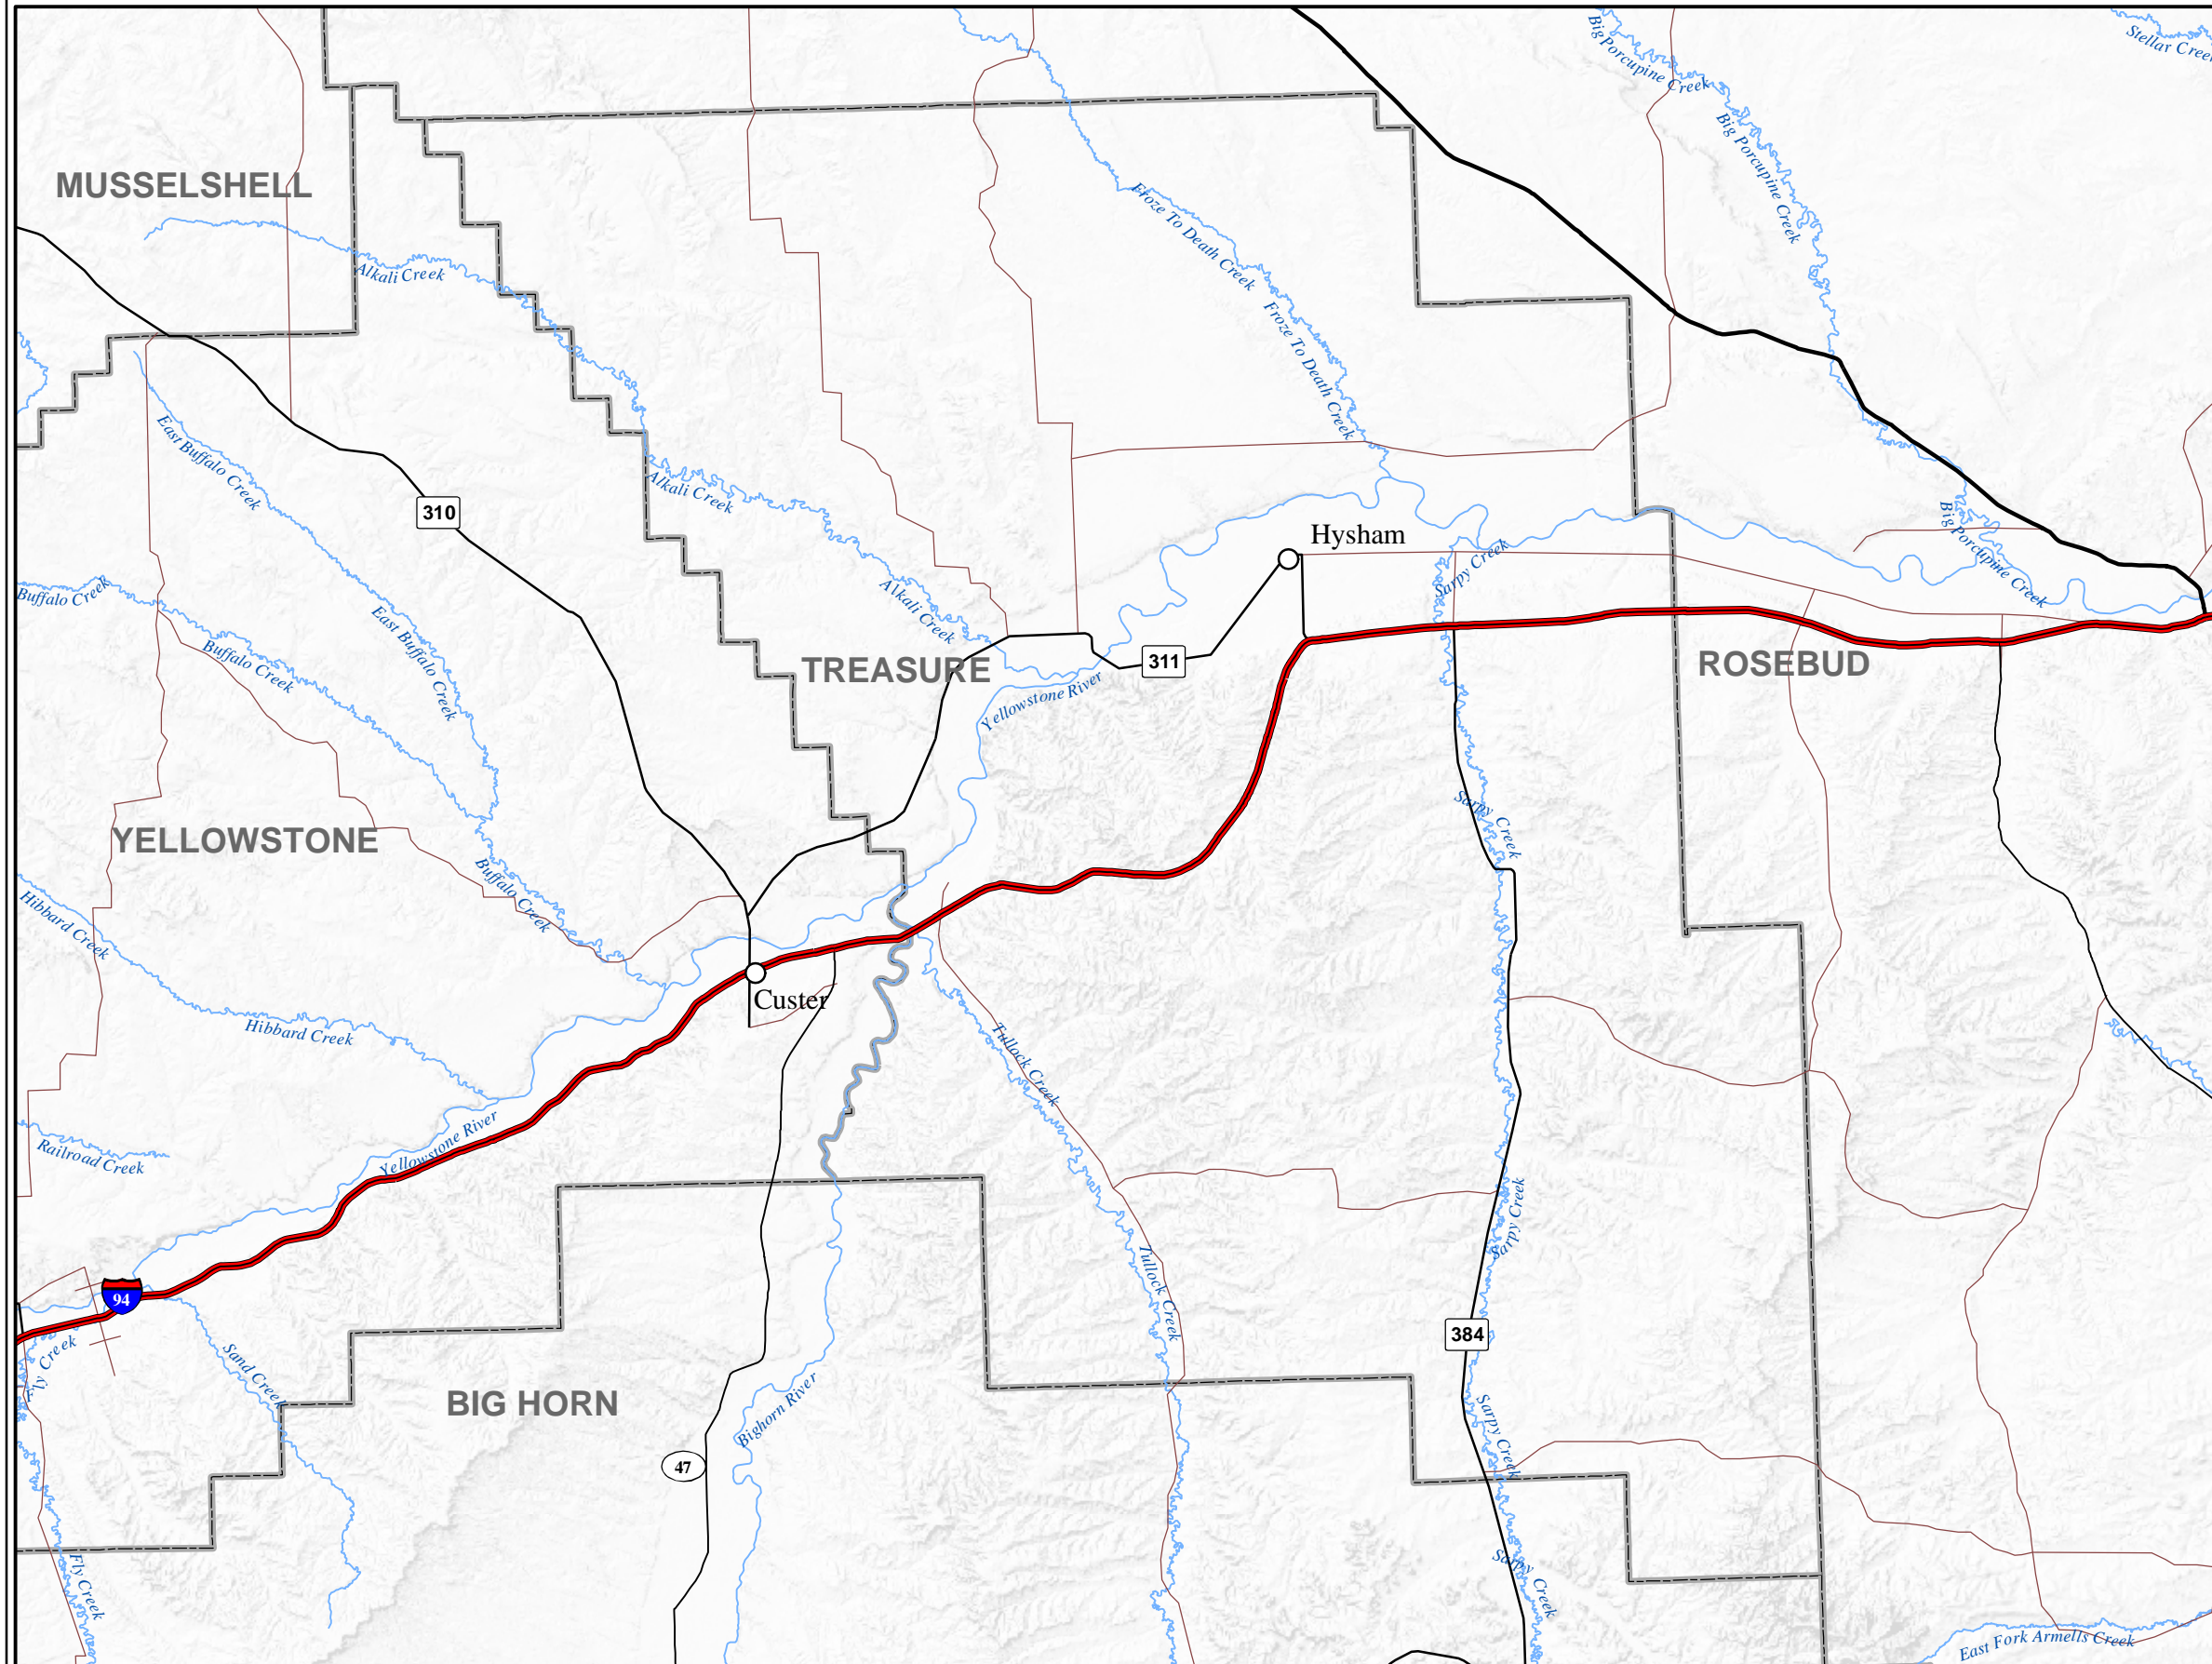 Big Porcupine Creek
Stellar Creek
Big Porcupine Creek
MUSSELSHELL
Froze To Death Creek
Alkali Creek
Froze To Death Creek
East Buffalo Creek
Alkali Creek
310
Hysham
Big Porcupine Creek
Sarpy Creek
Buffalo Creek
Alkali Creek
East Buffalo Creek
Buffalo Creek
TREASURE
311
ROSEBUD
Yellowstone River
Sarpy Creek
YELLOWSTONE
Buffalo Creek
Hibbard Creek
Custer
Hibbard Creek
Tullock Creek
Yellowstone River
Railroad Creek
Sarpy Creek
Tullock Creek
94
384
Fly Creek
Sand Creek
BIG HORN
Bighorn River
Sarpy Creek
47
Fly Creek
Sarpy Creek
East Fork Armells Creek